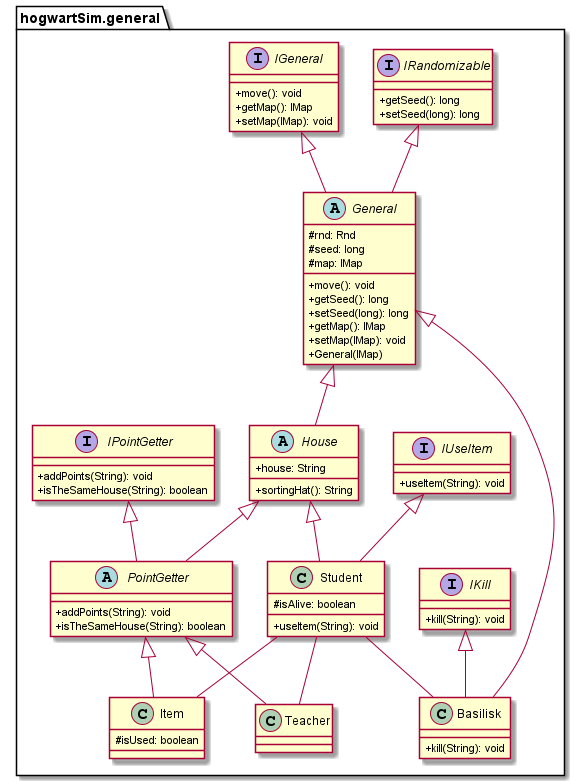 hogwartSim.general
I IGeneral
+move(): void
+getMap(): IMap
+setMap(IMap): void
I IRandomizable
+getSeed(): long
+setSeed(long): long
A General
#rnd: Rnd
#seed: long
#map: IMap
+move(): void
+getSeed(): long
+setSeed(long): long
+getMap(): IMap
+setMap(IMap): void
+General(IMap)
I IPointGetter
+addPoints(String): void
+isTheSameHouse(String): boolean
A House
+house: String
+sortingHat(): String
I IUseItem
+useItem(String): void
A PointGetter
+addPoints(String): void
+isTheSameHouse(String): boolean
C Student
#isAlive: boolean
+useItem(String): void
I IKill
+kill(String): void
C Item
#isUsed: boolean
C Teacher
C Basilisk
+kill(String): void